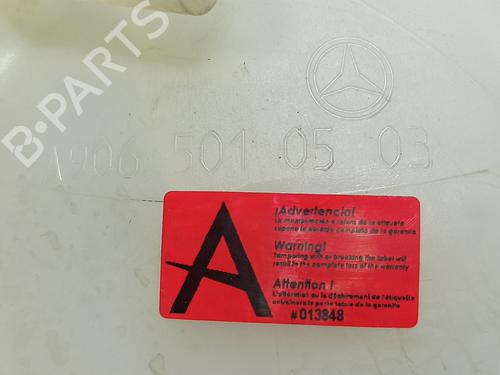 B-PARTS
A906 501 05 03
A
¡Advertencia!
La manipulación o rotura de la etiqueta
supone la pérdida completa de la garantía
Warning!
Tampering with or breaking the label will
result in the complete loss of the warranty
Attention !
L'altération ou le déchirement de l'étiquette
entraînera la perte totale de la garantie
#013848